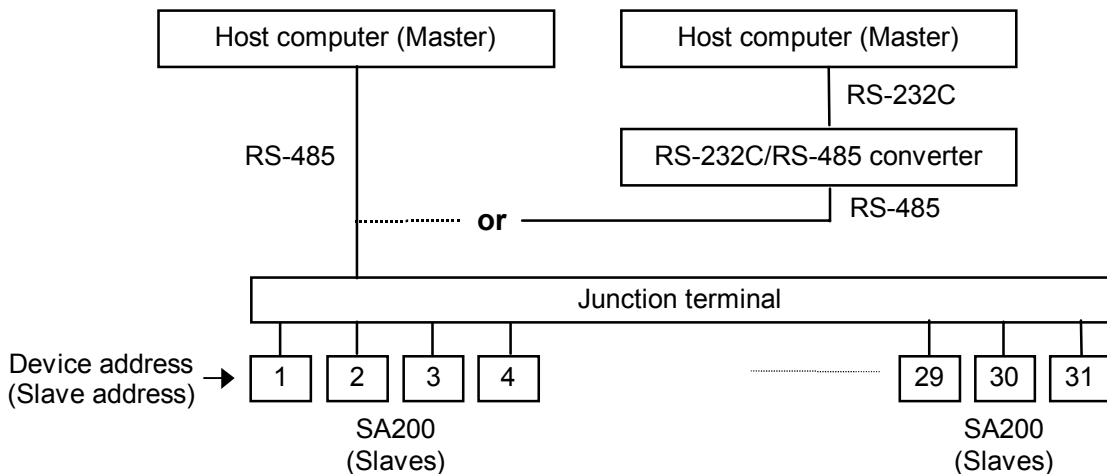 Host computer (Master)
Host computer (Master)
RS-232C
RS-485
RS-232C/RS-485 converter
RS-485
or
Junction terminal
Device address
(Slave address)
1
2
3
4
29
30
31
SA200
(Slaves)
SA200
(Slaves)